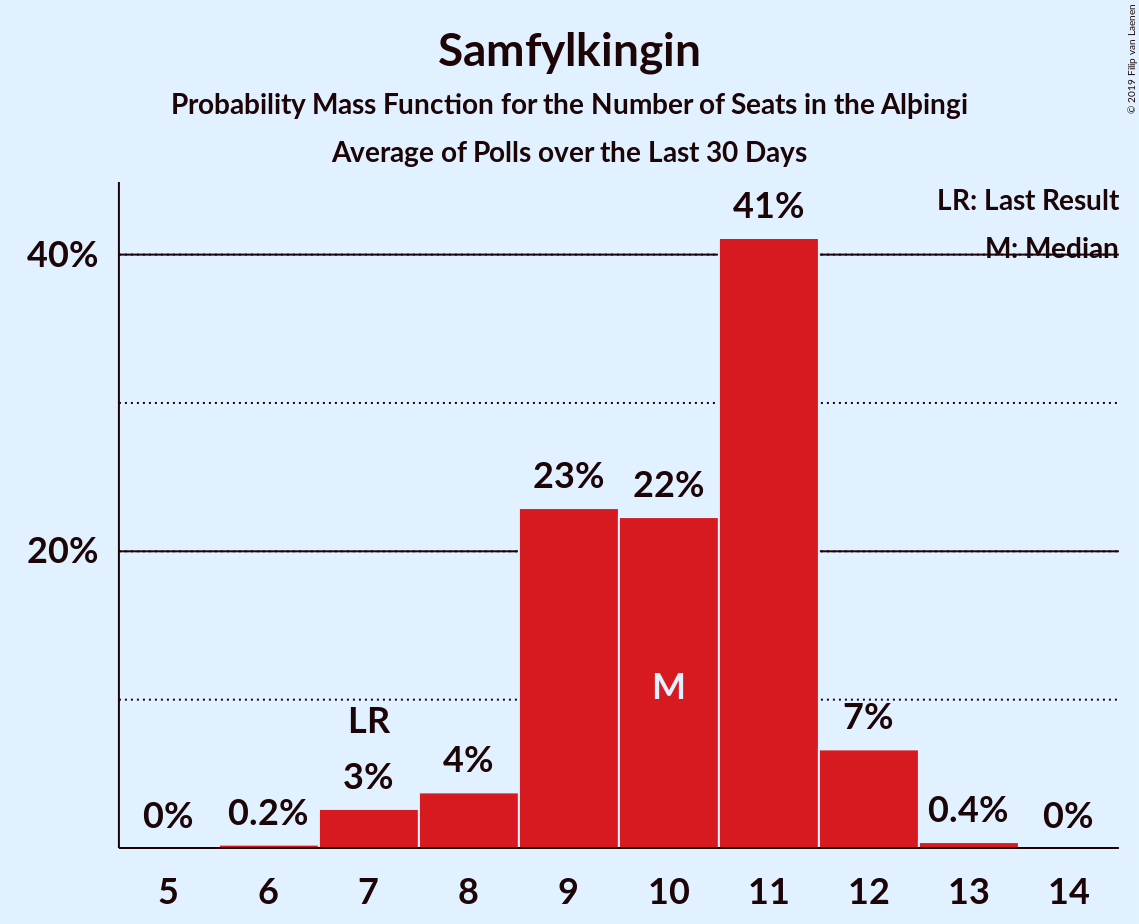 Samfylkingin
Probability Mass Function for the Number of Seats in the Alþingi
Average of Polls over the Last 30 Days
© 2019 Filip van Laenen
LR: Last Result
M: Median
40%
20%
0%
0.2%
LR
3%
4%
23%
22%
M
41%
7%
0.4%
0%
5 6 7 8 9 10 11 12 13 14